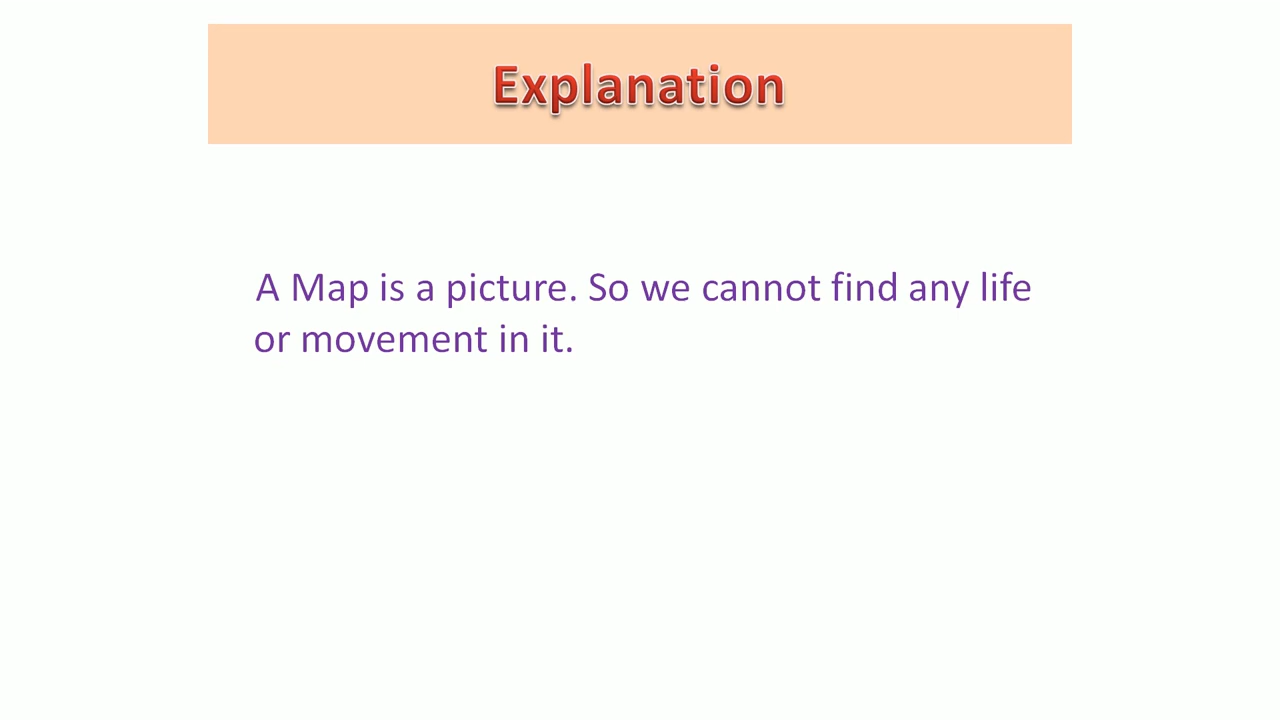 Explanation
A Map is a picture. So we cannot find any life
or movement in it.